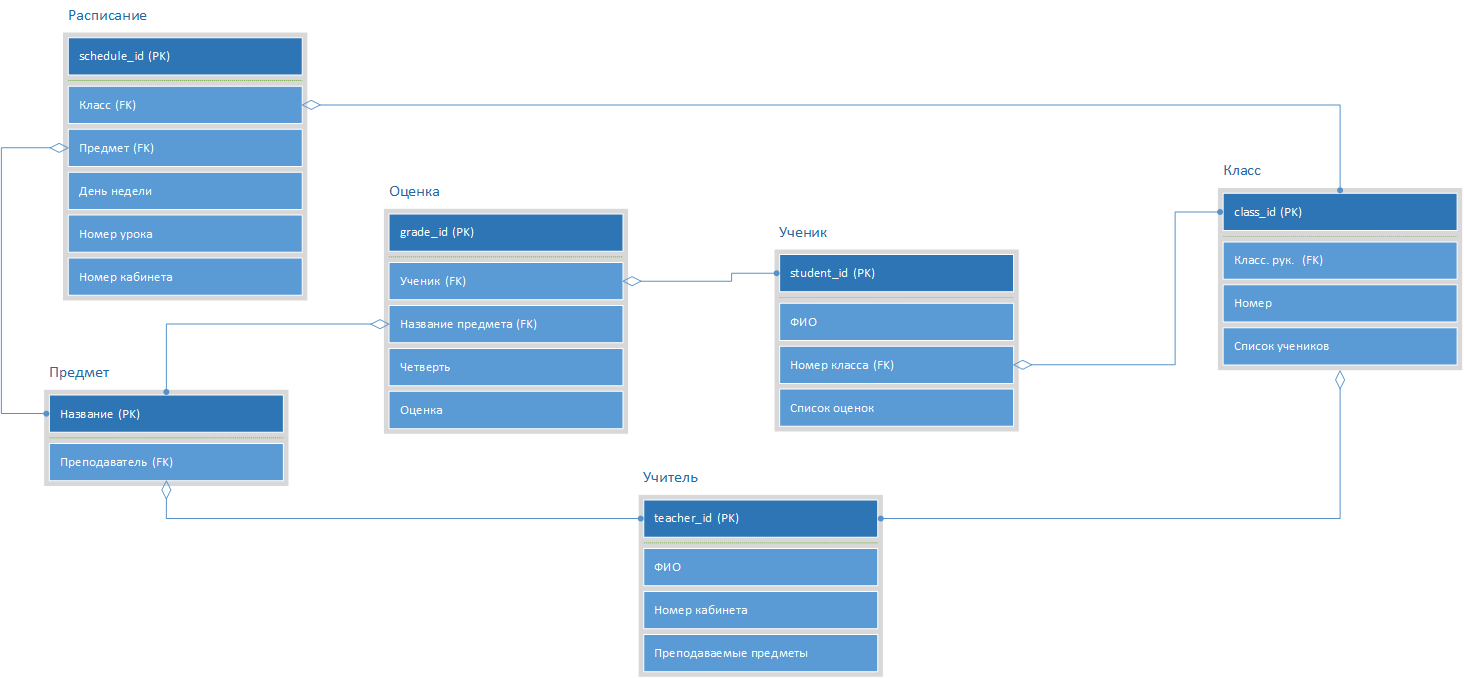 Расписание
schedule_id (PK)
Класс (FK)
Предмет (FK)
День недели
Номер урока
Номер кабинета
Оценка
grade_id (PK)
Ученик (FK)
Название предмета (FK)
Четверть
Оценка
Ученик
student_id (PK)
ФИО
Номер класса (FK)
Список оценок
Класс
class_id (PK)
Класс. рук. (FK)
Номер
Список учеников
Предмет
Название (PK)
Преподаватель (FK)
Учитель
teacher_id (PK)
ФИО
Номер кабинета
Преподаваемые предметы